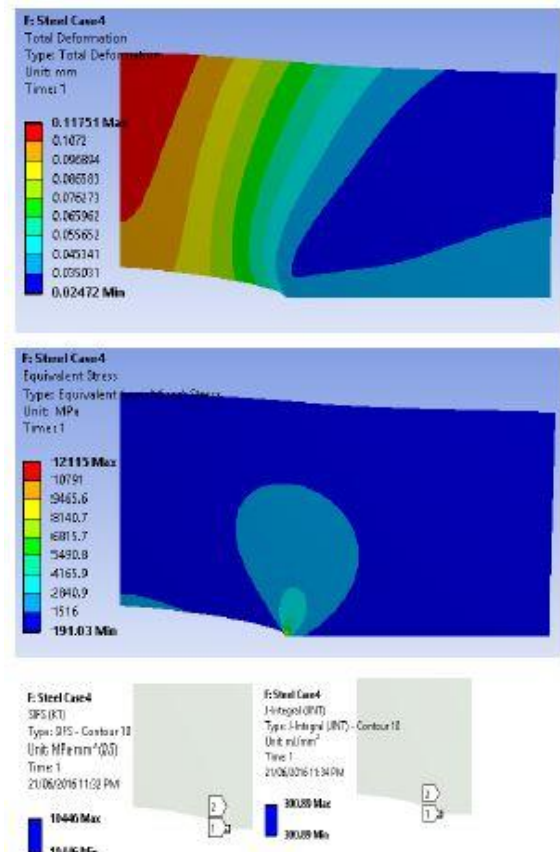 F: Steel Case4
Total Deformation
Type: Total Deformation
Unit: mm
Time: 1
0.11751 Max
0.1072
0.096894
0.086583
0.076273
0.065962
0.055652
0.045341
0.035031
0.02472 Min
F: Steel Case4
Equivalent Stress
Type: Equivalent
Unit: MPa
Time: 1
12115 Max
10791
9465.6
8140.7
6815.7
5490.8
4165.9
2840.9
1516
191.03 Min
F: Steel Case4
SIFS (K1)
Type: SIFS - Contour 10
Unit: MPa·mm^(0.5)
Time: 1
21/06/2016 11:32 PM
10446 Max
10446 Min
2
1
F: Steel Case4
J-Integral (JINT)
Type: J-Integral (JINT) - Contour 10
Unit: mJ/mm²
Time: 1
21/06/2016 11:34 PM
300.89 Max
300.89 Min
2
1